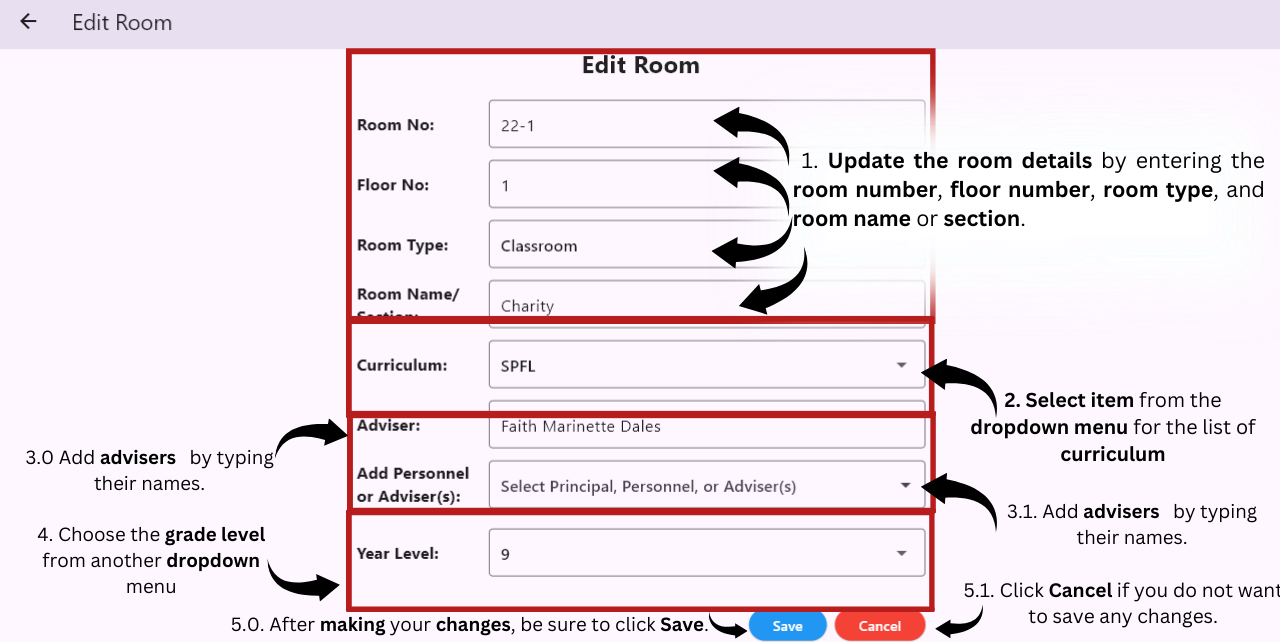 Edit Room
Edit Room
Room No:
22-1
Floor No:
1
Room Type:
Classroom
Room Name/
Section:
Charity
1. Update the room details by entering the
room number, floor number, room type, and
room name or section.
Curriculum:
SPFL
2. Select item from the
dropdown menu for the list of
curriculum
Adviser:
Faith Marinette Dales
3.0 Add advisers by typing
their names.
Add Personnel
or Adviser(s):
Select Principal, Personnel, or Adviser(s)
3.1. Add advisers by typing
their names.
4. Choose the grade level
from another dropdown
menu
Year Level:
9
5.0. After making your changes, be sure to click Save.
Save
Cancel
5.1. Click Cancel if you do not want
to save any changes.